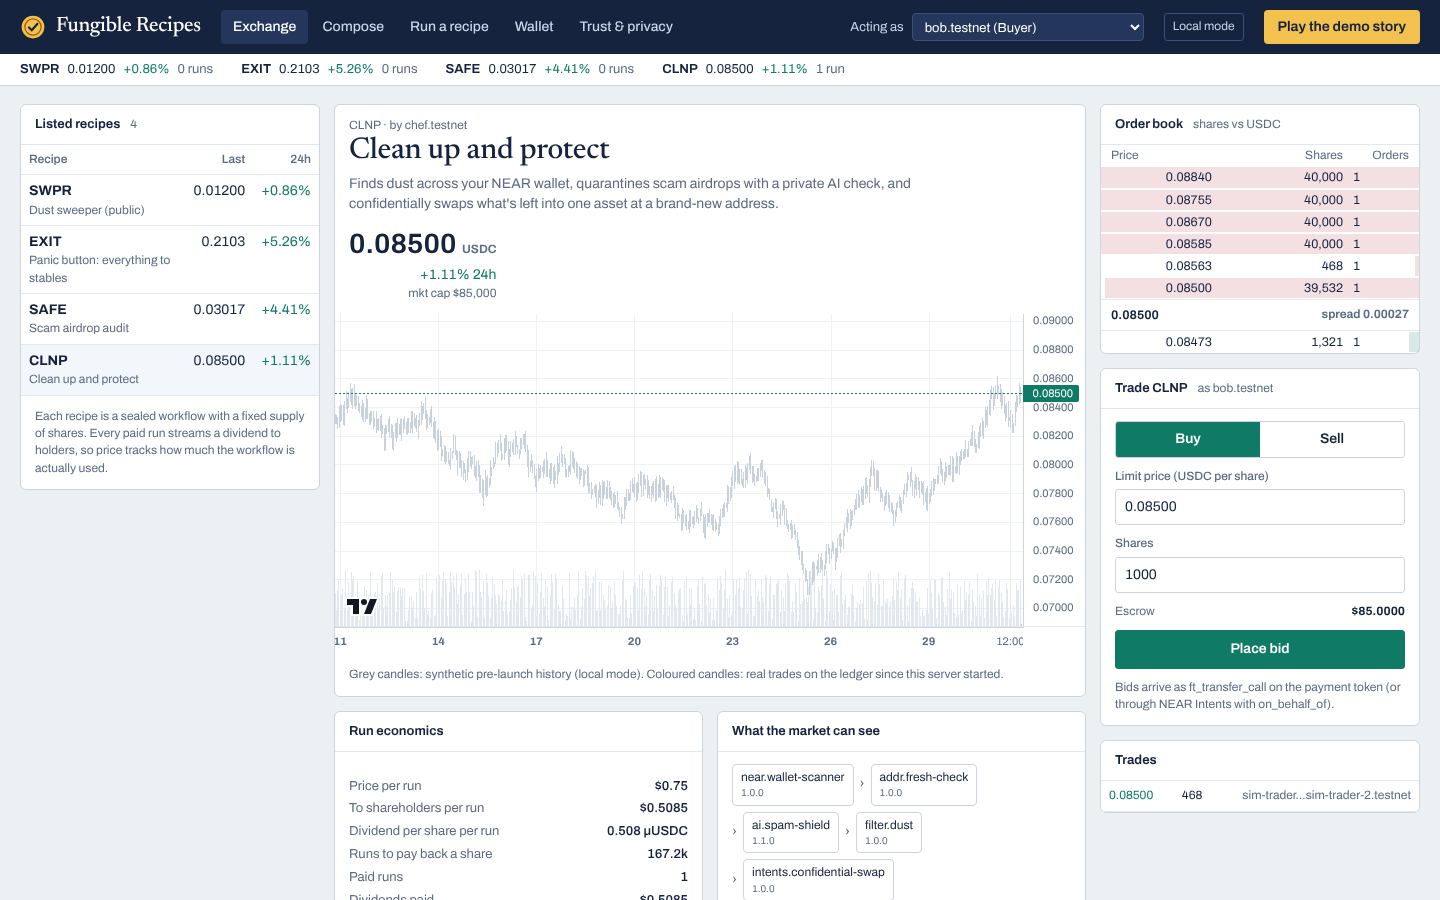 Fungible Recipes
Exchange
Compose
Run a recipe
Wallet
Trust & privacy
Acting as
bob.testnet (Buyer)
Local mode
Play the demo story
SWPR 0.01200 +0.86% 0 runs
EXIT 0.2103 +5.26% 0 runs
SAFE 0.03017 +4.41% 0 runs
CLNP 0.08500 +1.11% 1 run
Listed recipes 4
Recipe Last 24h
SWPR 0.01200 +0.86%
Dust sweeper (public)
EXIT 0.2103 +5.26%
Panic button: everything to
stables
SAFE 0.03017 +4.41%
Scam airdrop audit
CLNP 0.08500 +1.11%
Clean up and protect
Each recipe is a sealed workflow with a fixed supply
of shares. Every paid run streams a dividend to
holders, so price tracks how much the workflow is
actually used.
CLNP · by chef.testnet
Clean up and protect
Finds dust across your NEAR wallet, quarantines scam airdrops with a private AI check, and
confidentially swaps what's left into one asset at a brand-new address.
0.08500 USDC
+1.11% 24h
mkt cap $85,000
0.09000
0.08800
0.08600
0.08500
0.08400
0.08200
0.08000
0.07800
0.07600
0.07400
0.07200
0.07000
11 14 17 20 23 26 29 12:00
Grey candles: synthetic pre-launch history (local mode). Coloured candles: real trades on the ledger since this server started.
Run economics
Price per run $0.75
To shareholders per run $0.5085
Dividend per share per run 0.508 µUSDC
Runs to pay back a share 167.2k
Paid runs 1
Dividends paid $0.5085
What the market can see
near.wallet-scanner
1.0.0
›
addr.fresh-check
1.0.0
›
ai.spam-shield
1.1.0
›
filter.dust
1.0.0
›
intents.confidential-swap
1.0.0
Order book shares vs USDC
Price Shares Orders
0.08840 40,000 1
0.08755 40,000 1
0.08670 40,000 1
0.08585 40,000 1
0.08563 468 1
0.08500 39,532 1
0.08500 spread 0.00027
0.08473 1,321 1
Trade CLNP as bob.testnet
Buy
Sell
Limit price (USDC per share)
0.08500
Shares
1000
Escrow $85.0000
Place bid
Bids arrive as ft_transfer_call on the payment token (or
through NEAR Intents with on_behalf_of).
Trades
0.08500 468 sim-trader...sim-trader-2.testnet